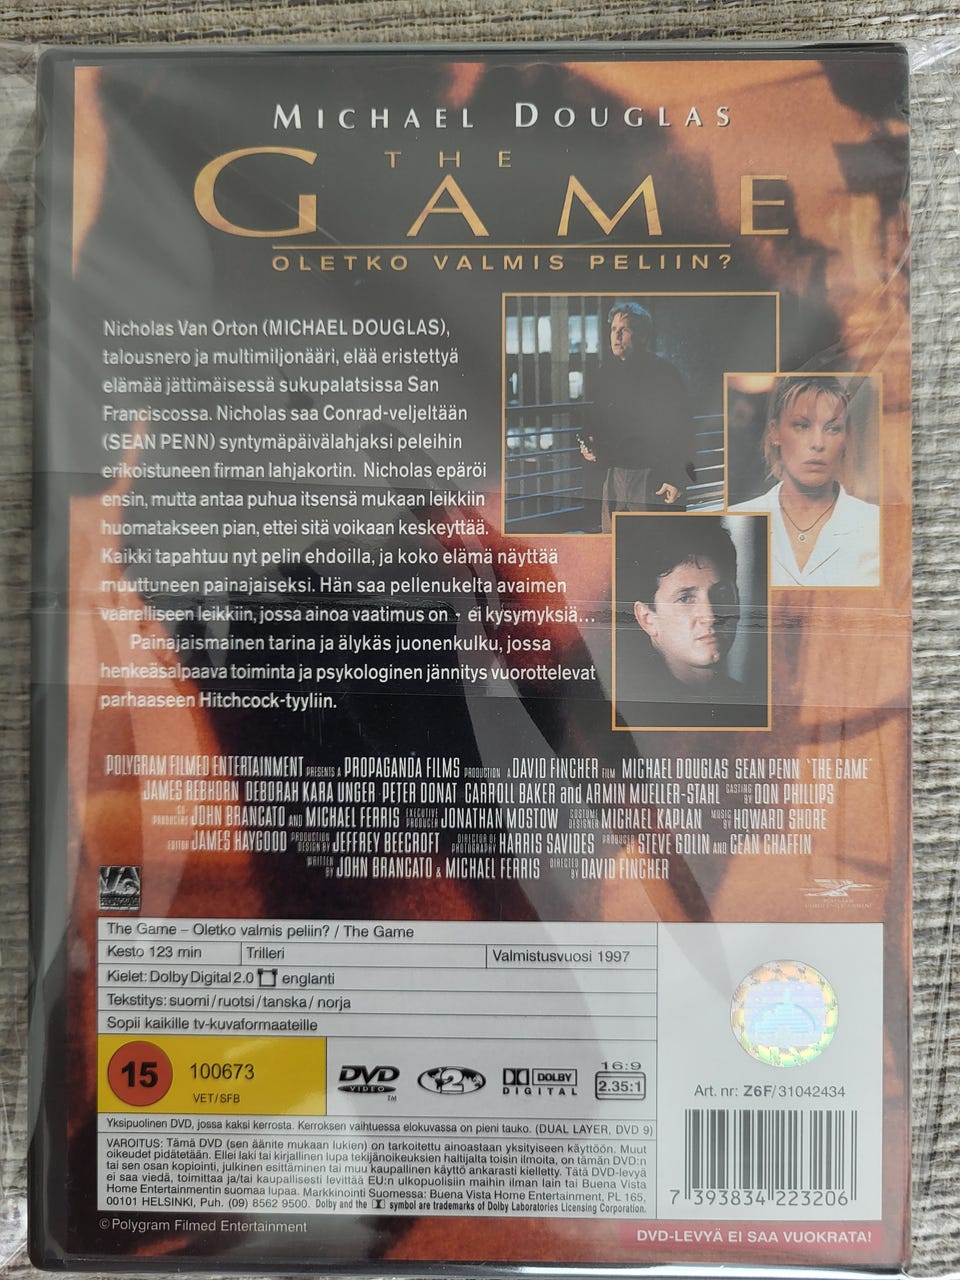 MICHAEL DOUGLAS
THE
GAME
OLETKO VALMIS PELIIN?
Nicholas Van Orton (MICHAEL DOUGLAS),
talousnero ja multimiljonääri, elää eristettyä
elämää jättimäisessä sukupalatsissa San
Franciscossa. Nicholas saa Conrad-veljeltään
(SEAN PENN) syntymäpäivälahjaksi peleihin
erikoistuneen firman lahjakortin. Nicholas epäröi
ensin, mutta antaa puhua itsensä mukaan leikkiin
huomatakseen pian, ettei sitä voikaan keskeyttää.
Kaikki tapahtuu nyt pelin ehdoilla, ja koko elämä näyttää
muuttuneen painajaiseksi. Hän saa pellenukelta avaimen
vaaralliseen leikkiin, jossa ainoa vaatimus on - ei kysymyksiä...
Painajaismainen tarina ja älykäs juonenkulku, jossa
henkeäsalpaava toiminta ja psykologinen jännitys vuorottelevat
parhaaseen Hitchcock-tyyliin.
POLYGRAM FILMED ENTERTAINMENT PRESENTS A PROPAGANDA FILMS PRODUCTION A DAVID FINCHER FILM MICHAEL DOUGLAS SEAN PENN 'THE GAME'
JAMES REBHORN DEBORAH KARA UNGER PETER DONAT CARROLL BAKER and ARMIN MUELLER-STAHL CASTING BY DON PHILLIPS
CO-PRODUCERS JOHN BRANCATO AND MICHAEL FERRIS EXECUTIVE PRODUCER JONATHAN MOSTOW COSTUME DESIGNER MICHAEL KAPLAN MUSIC BY HOWARD SHORE
EDITOR JAMES HAYGOOD PRODUCTION DESIGN BY JEFFREY BEECROFT DIRECTOR OF PHOTOGRAPHY HARRIS SAVIDES PRODUCED BY STEVE GOLIN AND CEÁN CHAFFIN
WRITTEN BY JOHN BRANCATO & MICHAEL FERRIS DIRECTED BY DAVID FINCHER
The Game – Oletko valmis peliin? / The Game
Kesto 123 min Trilleri Valmistusvuosi 1997
Kielet: Dolby Digital 2.0 englanti
Tekstitys: suomi/ruotsi/tanska/norja
Sopii kaikille tv-kuvaformaateille
15 100673
VET/SFB
DVD VIDEO TM
2
DOLBY DIGITAL
16:9
2.35:1
Art. nr: Z6F/31042434
Yksipuolinen DVD, jossa kaksi kerrosta. Kerroksen vaihtuessa elokuvassa on pieni tauko. (DUAL LAYER, DVD 9)
VAROITUS: Tämä DVD (sen äänite mukaan lukien) on tarkoitettu ainoastaan yksityiseen käyttöön. Muut
oikeudet pidätetään. Ellei laki tai kirjallinen lupa tekijänoikeuksien haltijalta toisin ilmoita, on tämän DVD:n
tai sen osan kopiointi, julkinen esittäminen tai muu kaupallinen käyttö ankarasti kielletty. Tätä DVD-levyä
ei saa viedä, toimittaa ja/tai kaupallisesti levittää EU:n ulkopuolisiin maihin ilman lain tai Buena Vista
Home Entertainmentin suomaa lupaa. Markkinointi Suomessa: Buena Vista Home Entertainment, PL 165,
00101 HELSINKI, Puh. (09) 8562 9500. Dolby and the symbol are trademarks of Dolby Laboratories Licensing Corporation.
7 393834 223206
© Polygram Filmed Entertainment
DVD-LEVYÄ EI SAA VUOKRATA!